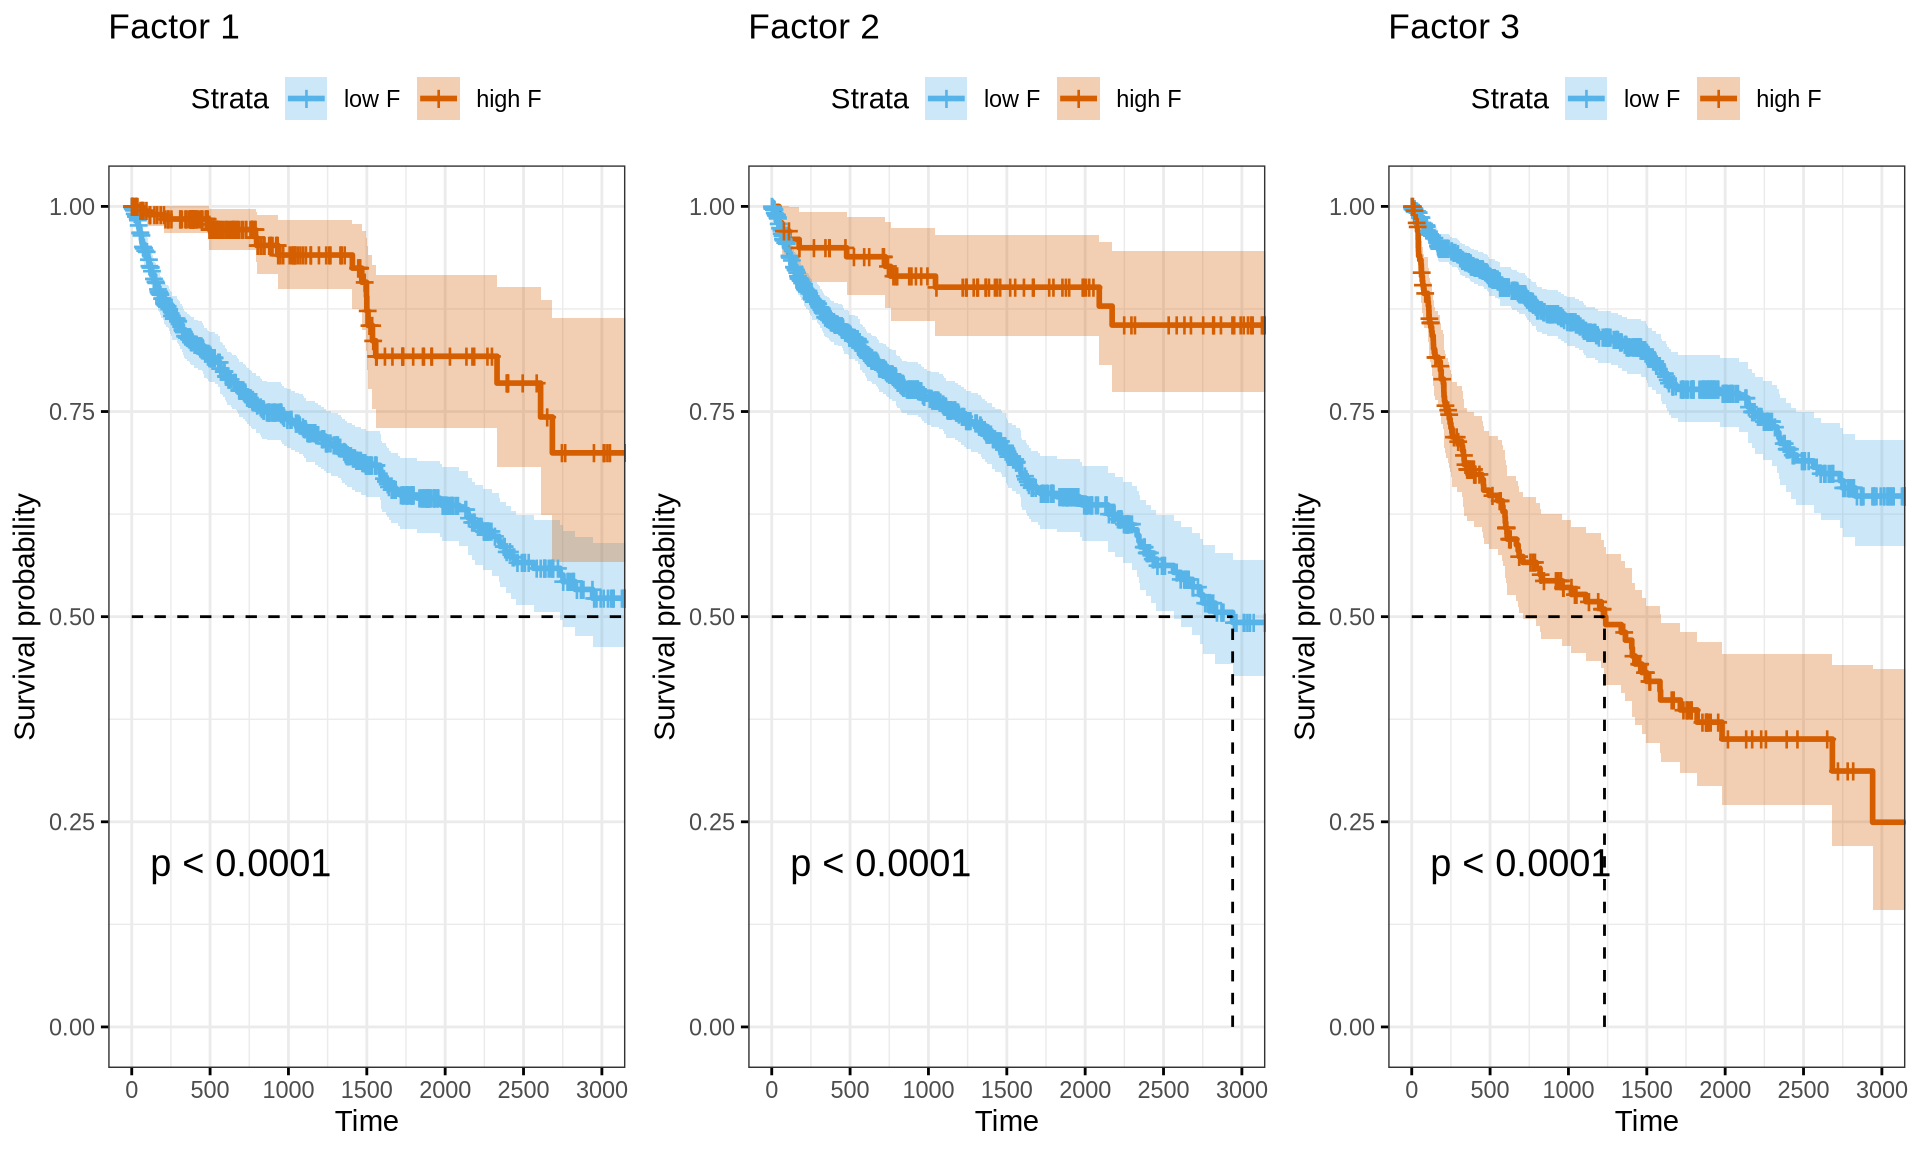 Factor 1
Strata low F high F
1.00
0.75
0.50
0.25
0.00
Survival probability
p < 0.0001
0 500 1000 1500 2000 2500 3000
Time
Factor 2
Strata low F high F
1.00
0.75
0.50
0.25
0.00
Survival probability
p < 0.0001
0 500 1000 1500 2000 2500 3000
Time
Factor 3
Strata low F high F
1.00
0.75
0.50
0.25
0.00
Survival probability
p < 0.0001
0 500 1000 1500 2000 2500 3000
Time